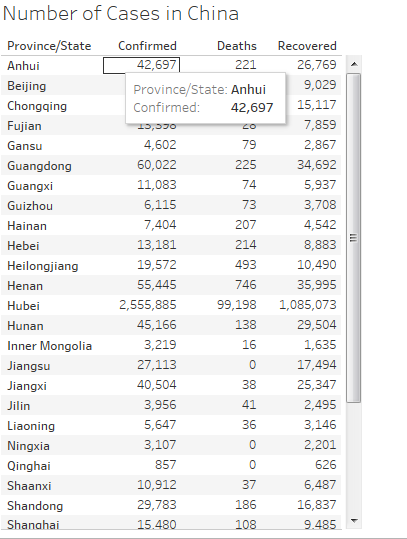 Number of Cases in China
Province/State Confirmed Deaths Recovered
Anhui 42,697 221 26,769
Beijing 9,029
Province/State: Anhui
Confirmed: 42,697
Chongqing 15,117
Fujian 13,398 28 7,859
Gansu 4,602 79 2,867
Guangdong 60,022 225 34,692
Guangxi 11,083 74 5,937
Guizhou 6,115 73 3,708
Hainan 7,404 207 4,542
Hebei 13,181 214 8,883
Heilongjiang 19,572 493 10,490
Henan 55,445 746 35,995
Hubei 2,555,885 99,198 1,085,073
Hunan 45,166 138 29,504
Inner Mongolia 3,219 16 1,635
Jiangsu 27,113 0 17,494
Jiangxi 40,504 38 25,347
Jilin 3,956 41 2,495
Liaoning 5,647 36 3,146
Ningxia 3,107 0 2,201
Qinghai 857 0 626
Shaanxi 10,912 37 6,487
Shandong 29,783 186 16,837
Shanghai 15,480 108 9,485